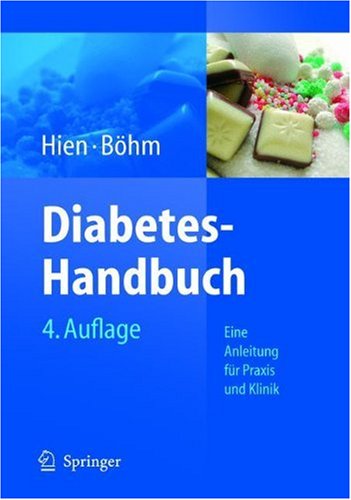 Hien · Böhm
Diabetes-
Handbuch
4. Auflage
Eine
Anleitung
für Praxis
und Klinik
Springer